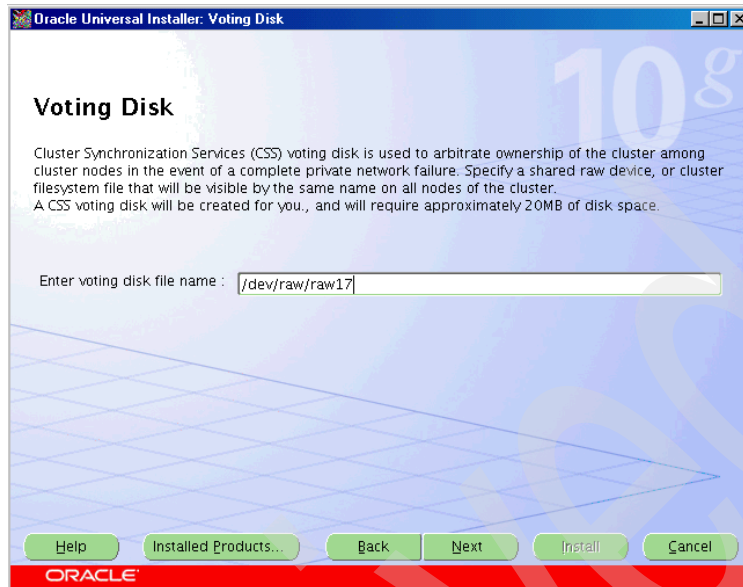 Oracle Universal Installer: Voting Disk
10g
Voting Disk
Cluster Synchronization Services (CSS) voting disk is used to arbitrate ownership of the cluster among
cluster nodes in the event of a complete private network failure. Specify a shared raw device, or cluster
filesystem file that will be visible by the same name on all nodes of the cluster.
A CSS voting disk will be created for you., and will require approximately 20MB of disk space.
Enter voting disk file name : /dev/raw/raw17
Help Installed Products... Back Next Install Cancel
ORACLE